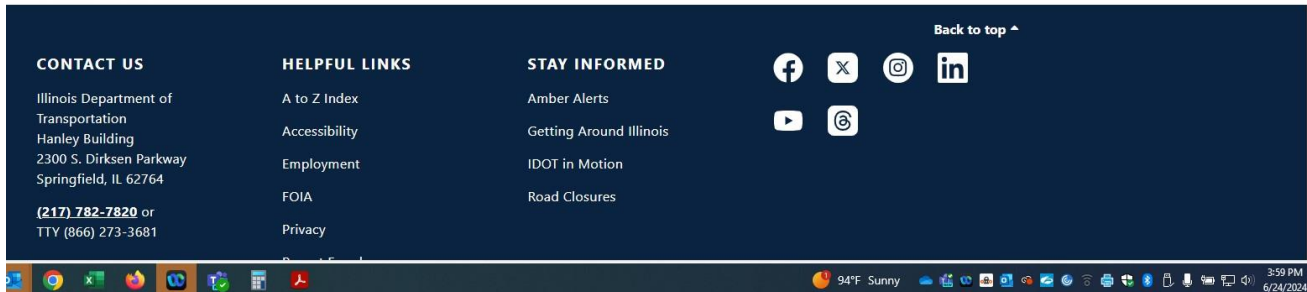 Back to top
CONTACT US
Illinois Department of
Transportation
Hanley Building
2300 S. Dirksen Parkway
Springfield, IL 62764
(217) 782-7820 or
TTY (866) 273-3681
HELPFUL LINKS
A to Z Index
Accessibility
Employment
FOIA
Privacy
STAY INFORMED
Amber Alerts
Getting Around Illinois
IDOT in Motion
Road Closures
in
94°F Sunny
3:59 PM
6/24/2024